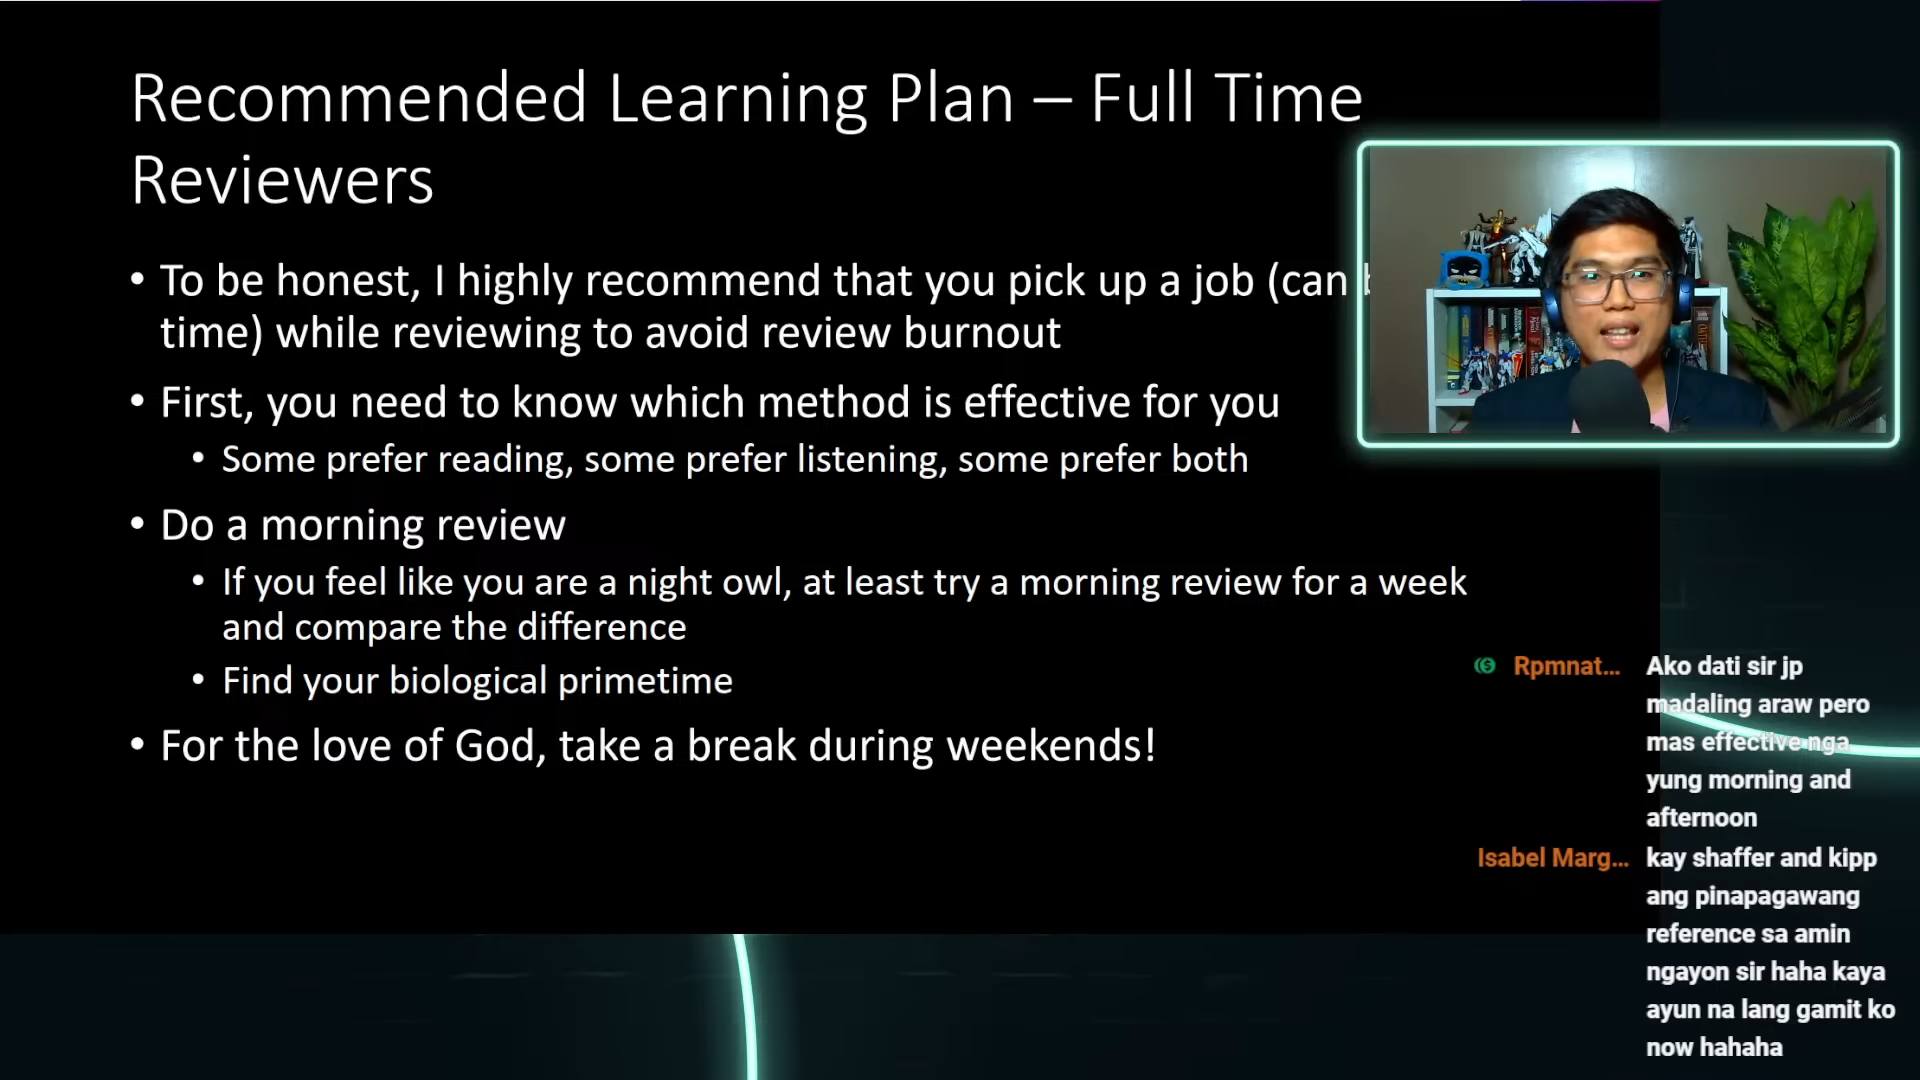 Recommended Learning Plan – Full Time
Reviewers
• To be honest, I highly recommend that you pick up a job (can
time) while reviewing to avoid review burnout
• First, you need to know which method is effective for you
• Some prefer reading, some prefer listening, some prefer both
• Do a morning review
• If you feel like you are a night owl, at least try a morning review for a week
and compare the difference
• Find your biological primetime
• For the love of God, take a break during weekends!
Rpmnat... Ako dati sir jp
madaling araw pero
mas effective nga
yung morning and
afternoon
Isabel Marg... kay shaffer and kipp
ang pinapagawang
reference sa amin
ngayon sir haha kaya
ayun na lang gamit ko
now hahaha